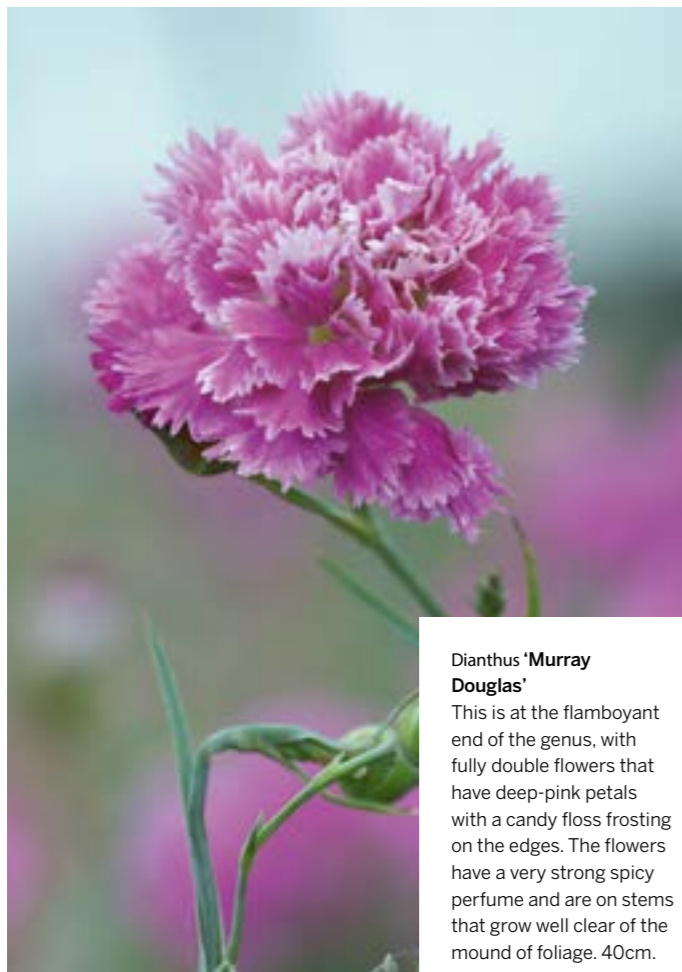 Dianthus ‘Murray
Douglas’
This is at the flamboyant
end of the genus, with
fully double flowers that
have deep-pink petals
with a candy floss frosting
on the edges. The flowers
have a very strong spicy
perfume and are on stems
that grow well clear of the
mound of foliage. 40cm.